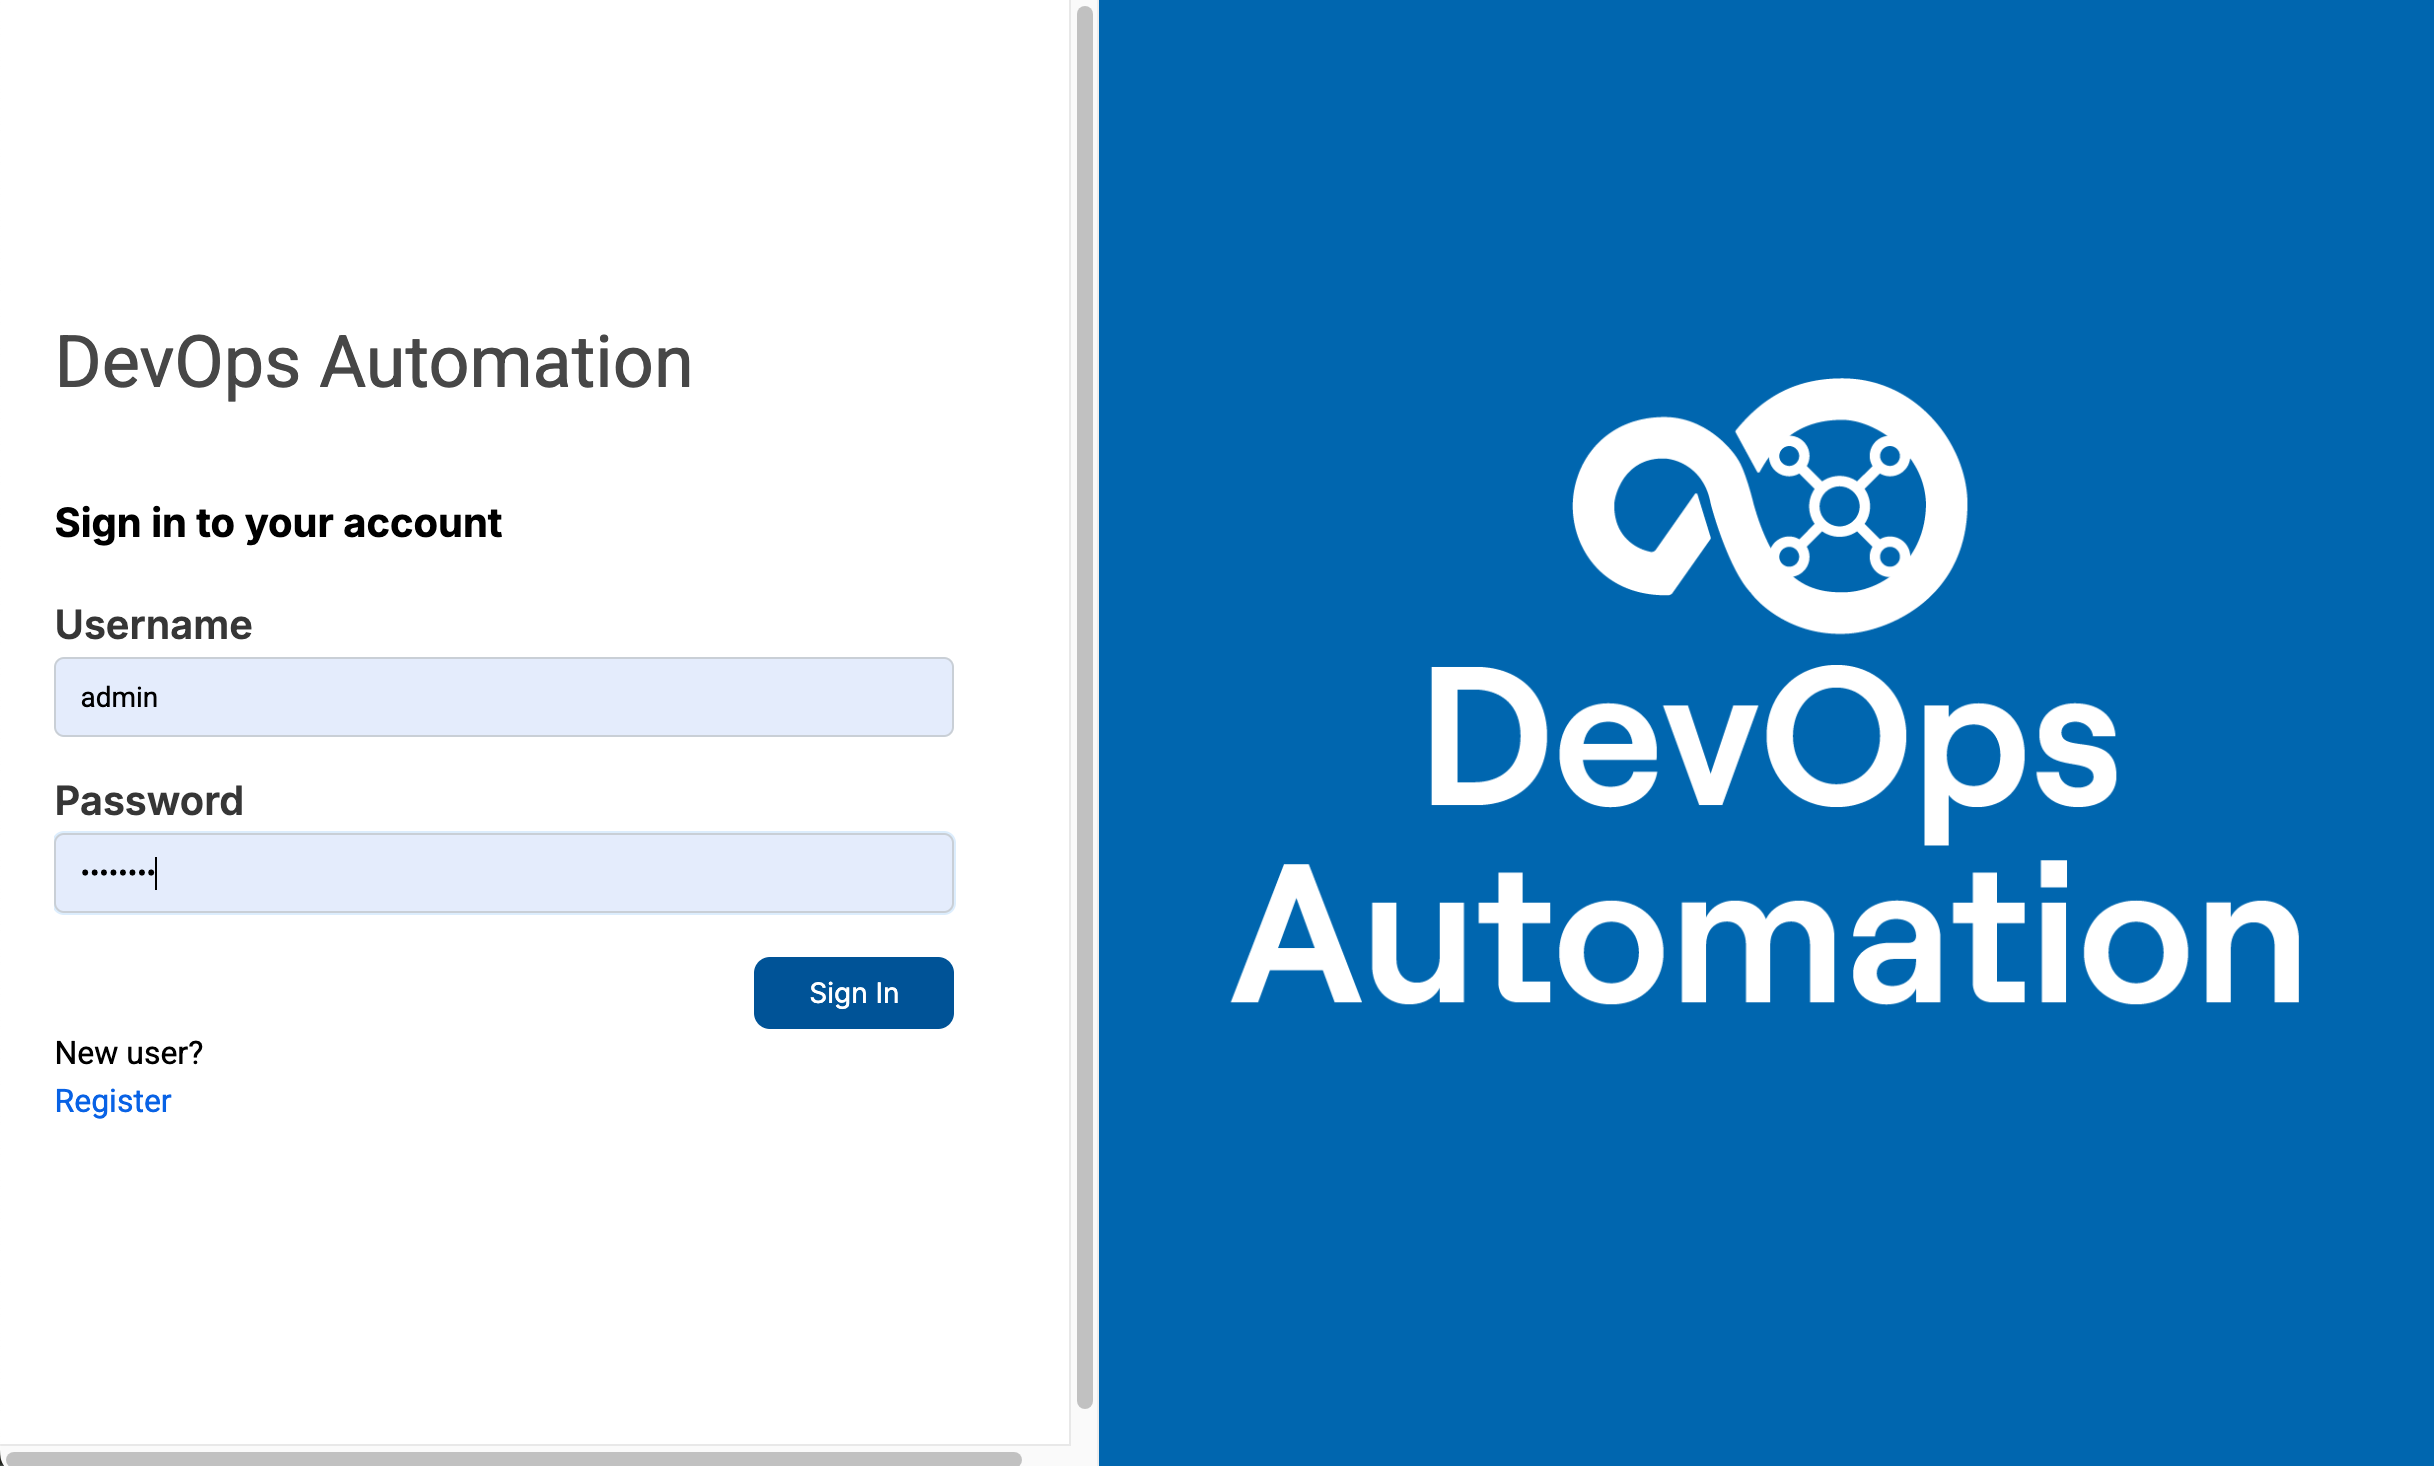 DevOps Automation
Sign in to your account
Username
admin
Password
••••••••
Sign In
New user?
Register
DevOps
Automation